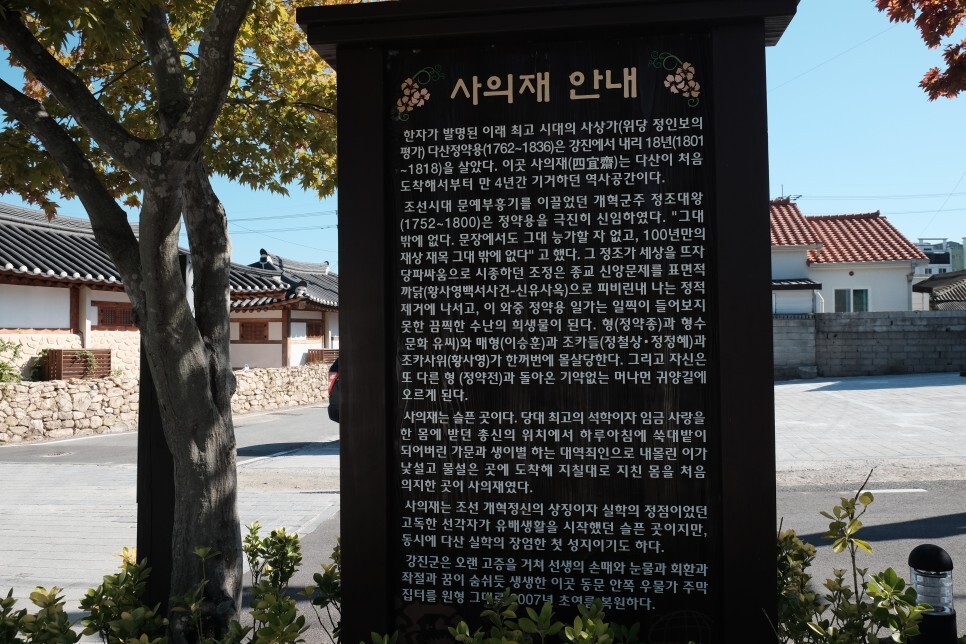 사의재 안내
한자가 발명된 이래 최고 시대의 사상가(위당 정인보의
평가) 다산정약용(1762~1836)은 강진에서 내리 18년(1801
~1818)을 살았다. 이곳 사의재(四宜齋)는 다산이 처음
도착해서부터 만 4년간 기거하던 역사공간이다.
조선시대 문예부흥기를 이끌었던 개혁군주 정조대왕
(1752~1800)은 정약용을 극진히 신임하였다. "그대
밖에 없다. 문장에서도 그대 능가할 자 없고, 100년만의
재상 재목 그대 밖에 없다" 고 했다. 그 정조가 세상을 뜨자
당파싸움으로 시종하던 조정은 종교 신앙문제를 표면적
까닭(황사영백서사건-신유사옥)으로 피비린내 나는 정적
제거에 나서고, 이 와중 정약용 일가는 일찍이 들어보지
못한 끔찍한 수난의 희생물이 된다. 형(정약종)과 형수
(문화 유씨)와 매형(이승훈)과 조카들(정철상·정정혜)과
조카사위(황사영)가 한꺼번에 몰살당한다. 그리고 자신은
또 다른 형 (정약전)과 돌아온 기약없는 머나먼 귀양길에
오르게 된다.
사의재는 슬픈 곳이다. 당대 최고의 석학이자 임금 사랑을
한 몸에 받던 총신의 위치에서 하루아침에 쑥대밭이
되어버린 가문과 생이별 하는 대역죄인으로 내몰린 이가
낯설고 물설은 곳에 도착해 지칠대로 지친 몸을 처음
의지한 곳이 사의재였다.
사의재는 조선 개혁정신의 상징이자 실학의 정점이었던
고독한 선각자가 유배생활을 시작했던 슬픈 곳이지만,
동시에 다산 실학의 장엄한 첫 성지이기도 하다.
강진군은 오랜 고증을 거쳐 선생의 손때와 눈물과 회환과
좌절과 꿈이 숨쉬듯 생생한 이곳 동문 안쪽 우물가 주막
집터를 원형 그대로 2007년 초여름 복원하다.